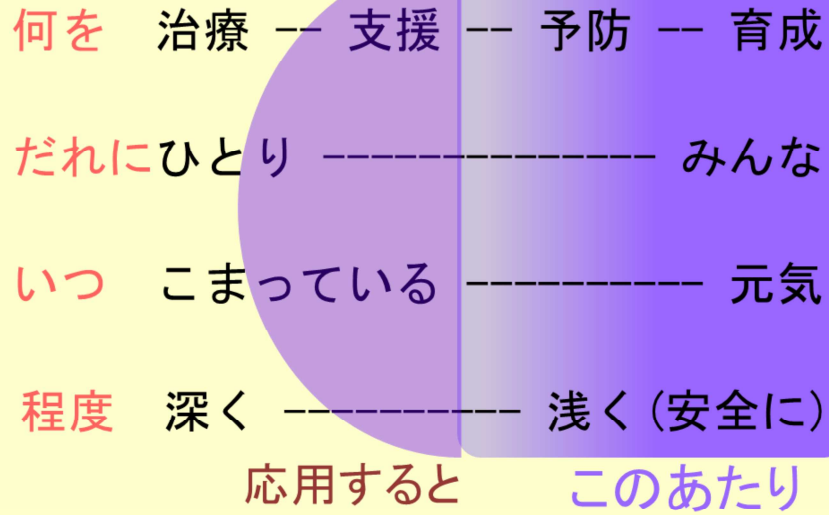 何を 治療 -- 支援 -- 予防 -- 育成
だれに ひとり --------------- みんな
いつ こまっている ---------- 元気
程度 深く ---------- 浅く(安全に)
応用すると このあたり